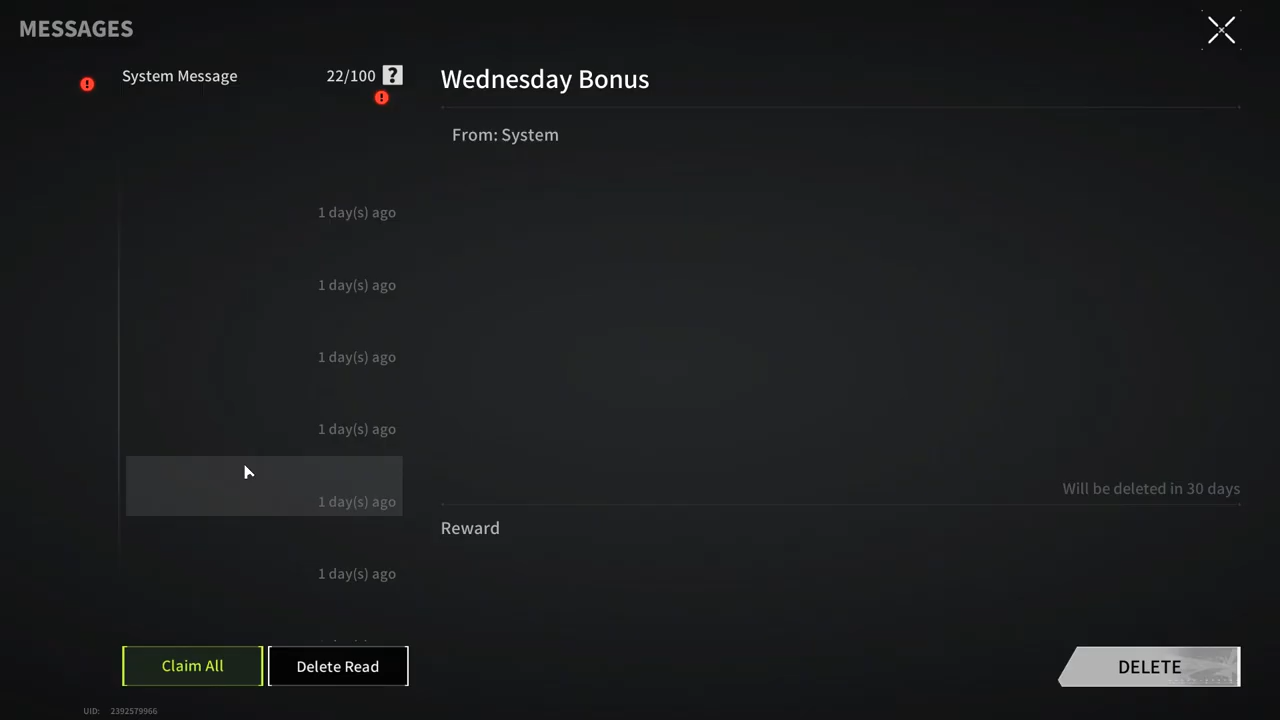 MESSAGES
System Message 22/100 ?
Wednesday Bonus
From: System
1 day(s) ago
1 day(s) ago
1 day(s) ago
1 day(s) ago
1 day(s) ago
Will be deleted in 30 days
Reward
1 day(s) ago
Claim All
Delete Read
DELETE
UID: 2392579966